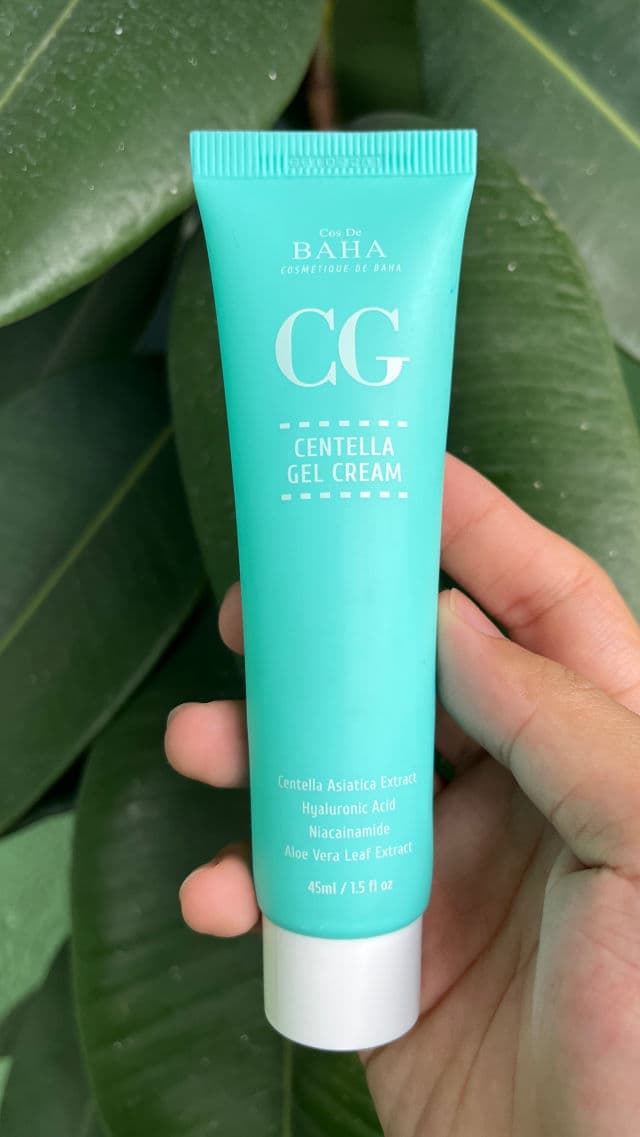 Cos De
BAHA
COSMETIQUE DE BAHA
CG
CENTELLA
GEL CREAM
Centella Asiatica Extract
Hyaluronic Acid
Niacainamide
Aloe Vera Leaf Extract
45ml / 1.5 fl oz